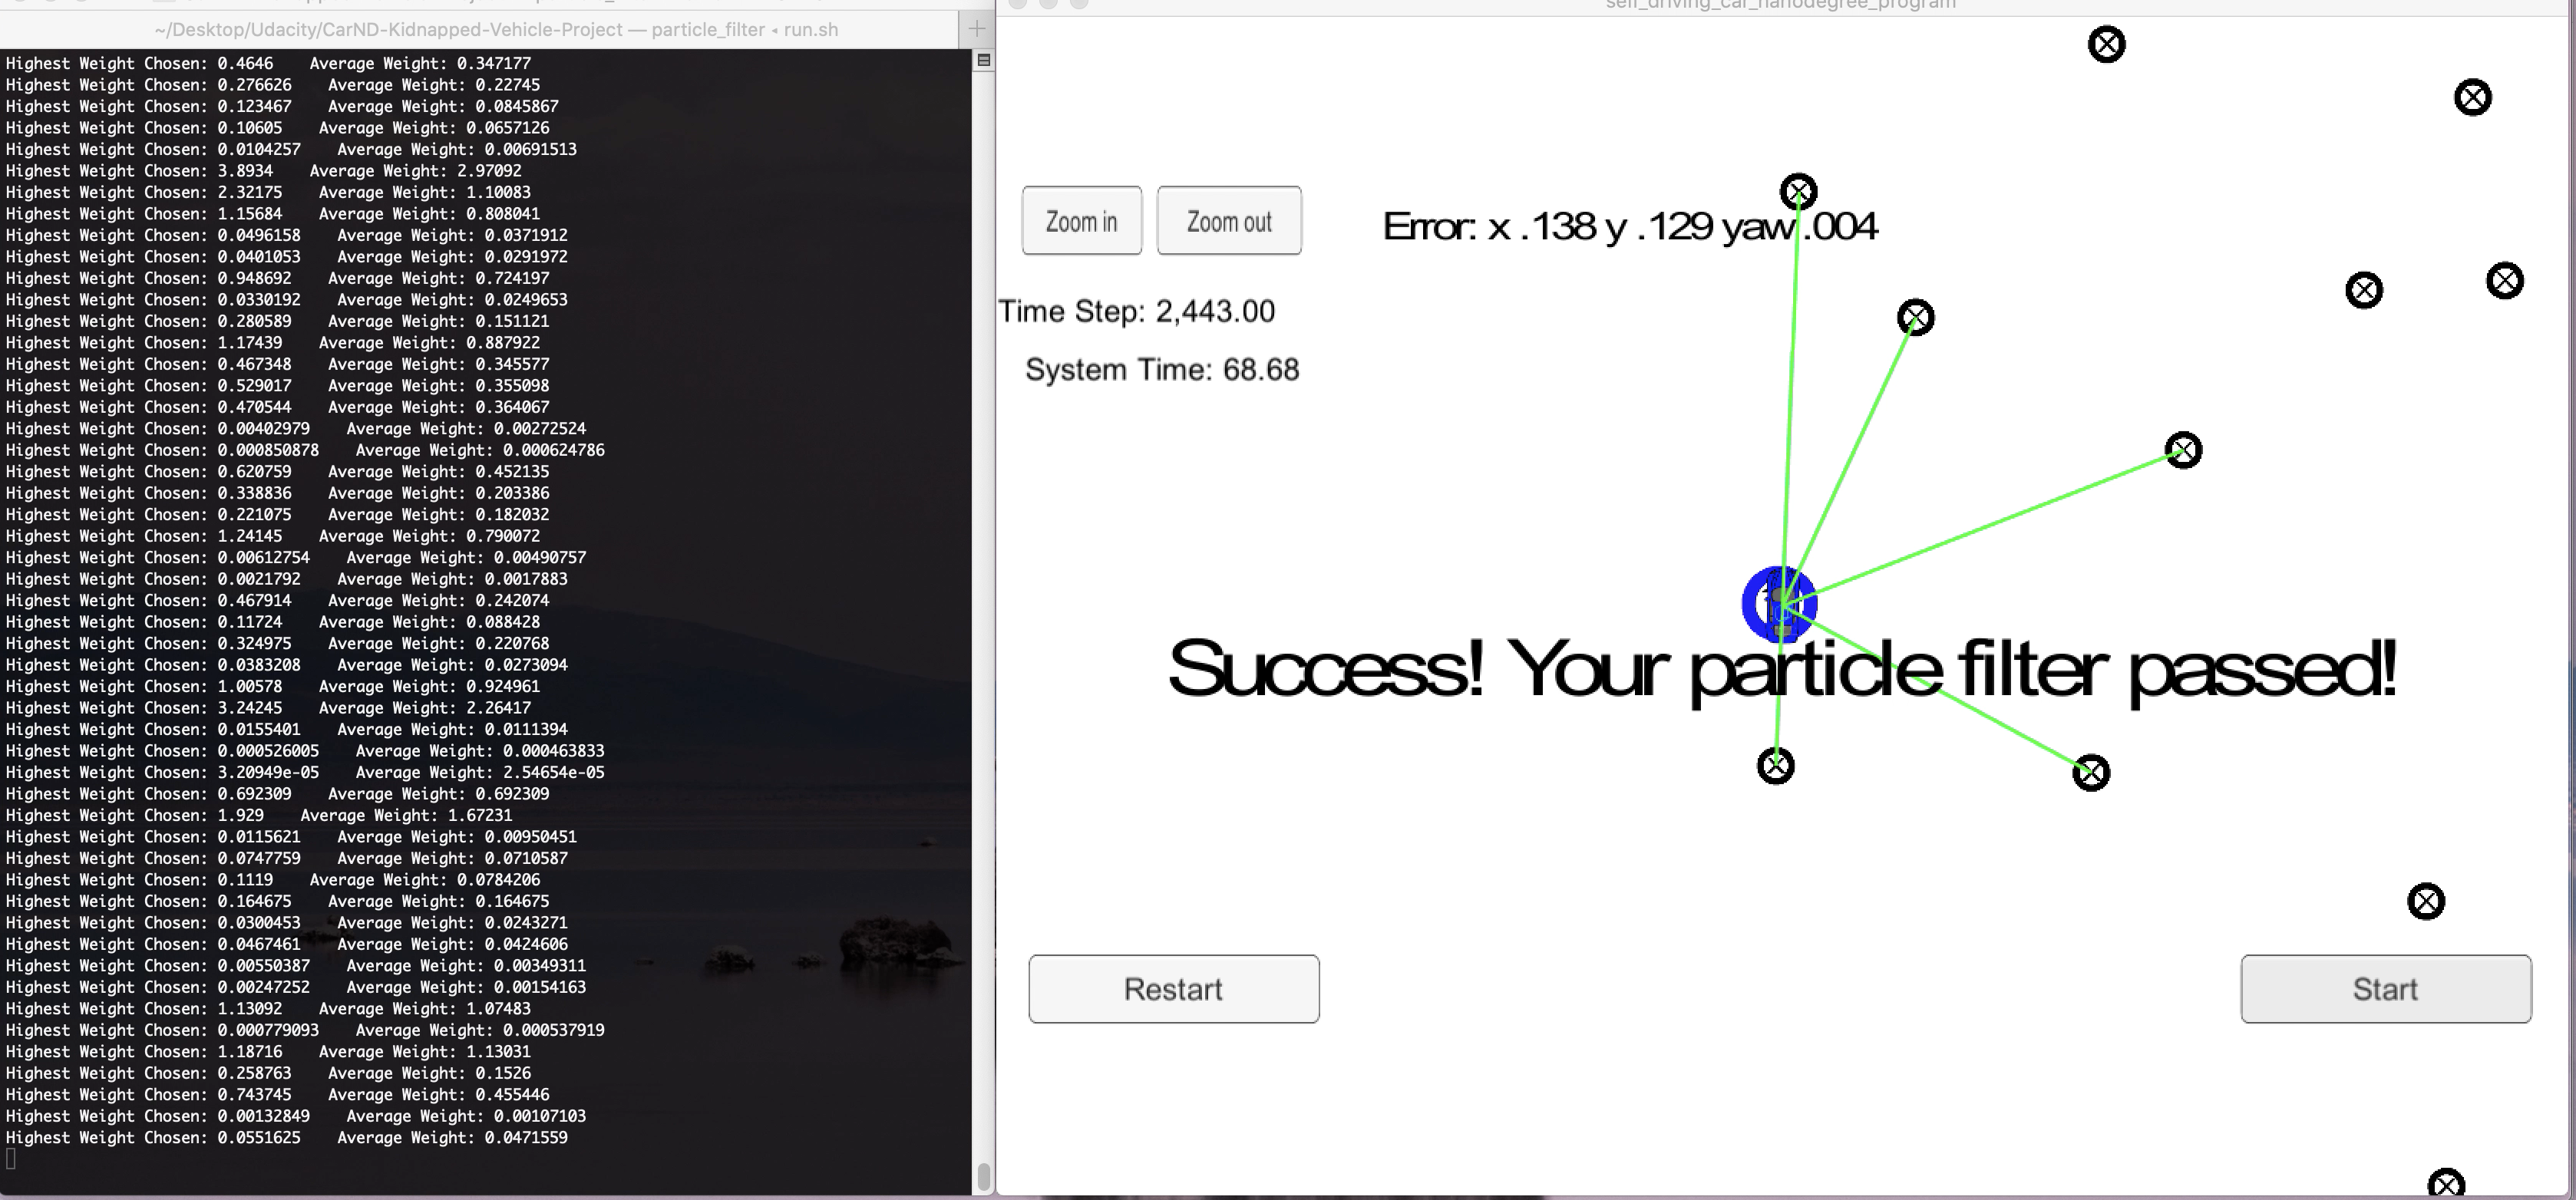 ~/Desktop/Udacity/CarND-Kidnapped-Vehicle-Project — particle_filter ◂ run.sh
Highest Weight Chosen: 0.4646 Average Weight: 0.347177
Highest Weight Chosen: 0.276626 Average Weight: 0.22745
Highest Weight Chosen: 0.123467 Average Weight: 0.0845867
Highest Weight Chosen: 0.10605 Average Weight: 0.0657126
Highest Weight Chosen: 0.0104257 Average Weight: 0.00691513
Highest Weight Chosen: 3.8934 Average Weight: 2.97092
Highest Weight Chosen: 2.32175 Average Weight: 1.10083
Highest Weight Chosen: 1.15684 Average Weight: 0.808041
Highest Weight Chosen: 0.0496158 Average Weight: 0.0371912
Highest Weight Chosen: 0.0401053 Average Weight: 0.0291972
Highest Weight Chosen: 0.948692 Average Weight: 0.724197
Highest Weight Chosen: 0.0330192 Average Weight: 0.0249653
Highest Weight Chosen: 0.280589 Average Weight: 0.151121
Highest Weight Chosen: 1.17439 Average Weight: 0.887922
Highest Weight Chosen: 0.467348 Average Weight: 0.345577
Highest Weight Chosen: 0.529017 Average Weight: 0.355098
Highest Weight Chosen: 0.470544 Average Weight: 0.364067
Highest Weight Chosen: 0.00402979 Average Weight: 0.00272524
Highest Weight Chosen: 0.000850878 Average Weight: 0.000624786
Highest Weight Chosen: 0.620759 Average Weight: 0.452135
Highest Weight Chosen: 0.338836 Average Weight: 0.203386
Highest Weight Chosen: 0.221075 Average Weight: 0.182032
Highest Weight Chosen: 1.24145 Average Weight: 0.790072
Highest Weight Chosen: 0.00612754 Average Weight: 0.00490757
Highest Weight Chosen: 0.0021792 Average Weight: 0.0017883
Highest Weight Chosen: 0.467914 Average Weight: 0.242074
Highest Weight Chosen: 0.11724 Average Weight: 0.088428
Highest Weight Chosen: 0.324975 Average Weight: 0.220768
Highest Weight Chosen: 0.0383208 Average Weight: 0.0273094
Highest Weight Chosen: 1.00578 Average Weight: 0.924961
Highest Weight Chosen: 3.24245 Average Weight: 2.26417
Highest Weight Chosen: 0.0155401 Average Weight: 0.0111394
Highest Weight Chosen: 0.000526005 Average Weight: 0.000463833
Highest Weight Chosen: 3.20949e-05 Average Weight: 2.54654e-05
Highest Weight Chosen: 0.692309 Average Weight: 0.692309
Highest Weight Chosen: 1.929 Average Weight: 1.67231
Highest Weight Chosen: 0.0115621 Average Weight: 0.00950451
Highest Weight Chosen: 0.0747759 Average Weight: 0.0710587
Highest Weight Chosen: 0.1119 Average Weight: 0.0784206
Highest Weight Chosen: 0.164675 Average Weight: 0.164675
Highest Weight Chosen: 0.0300453 Average Weight: 0.0243271
Highest Weight Chosen: 0.0467461 Average Weight: 0.0424606
Highest Weight Chosen: 0.00550387 Average Weight: 0.00349311
Highest Weight Chosen: 0.00247252 Average Weight: 0.00154163
Highest Weight Chosen: 1.13092 Average Weight: 1.07483
Highest Weight Chosen: 0.000779093 Average Weight: 0.000537919
Highest Weight Chosen: 1.18716 Average Weight: 1.13031
Highest Weight Chosen: 0.258763 Average Weight: 0.1526
Highest Weight Chosen: 0.743745 Average Weight: 0.455446
Highest Weight Chosen: 0.00132849 Average Weight: 0.00107103
Highest Weight Chosen: 0.0551625 Average Weight: 0.0471559
self_driving_car_nanodegree_program
Zoom in Zoom out
Error: x .138 y .129 yaw .004
Time Step: 2,443.00
System Time: 68.68
Success! Your particle filter passed!
Restart
Start